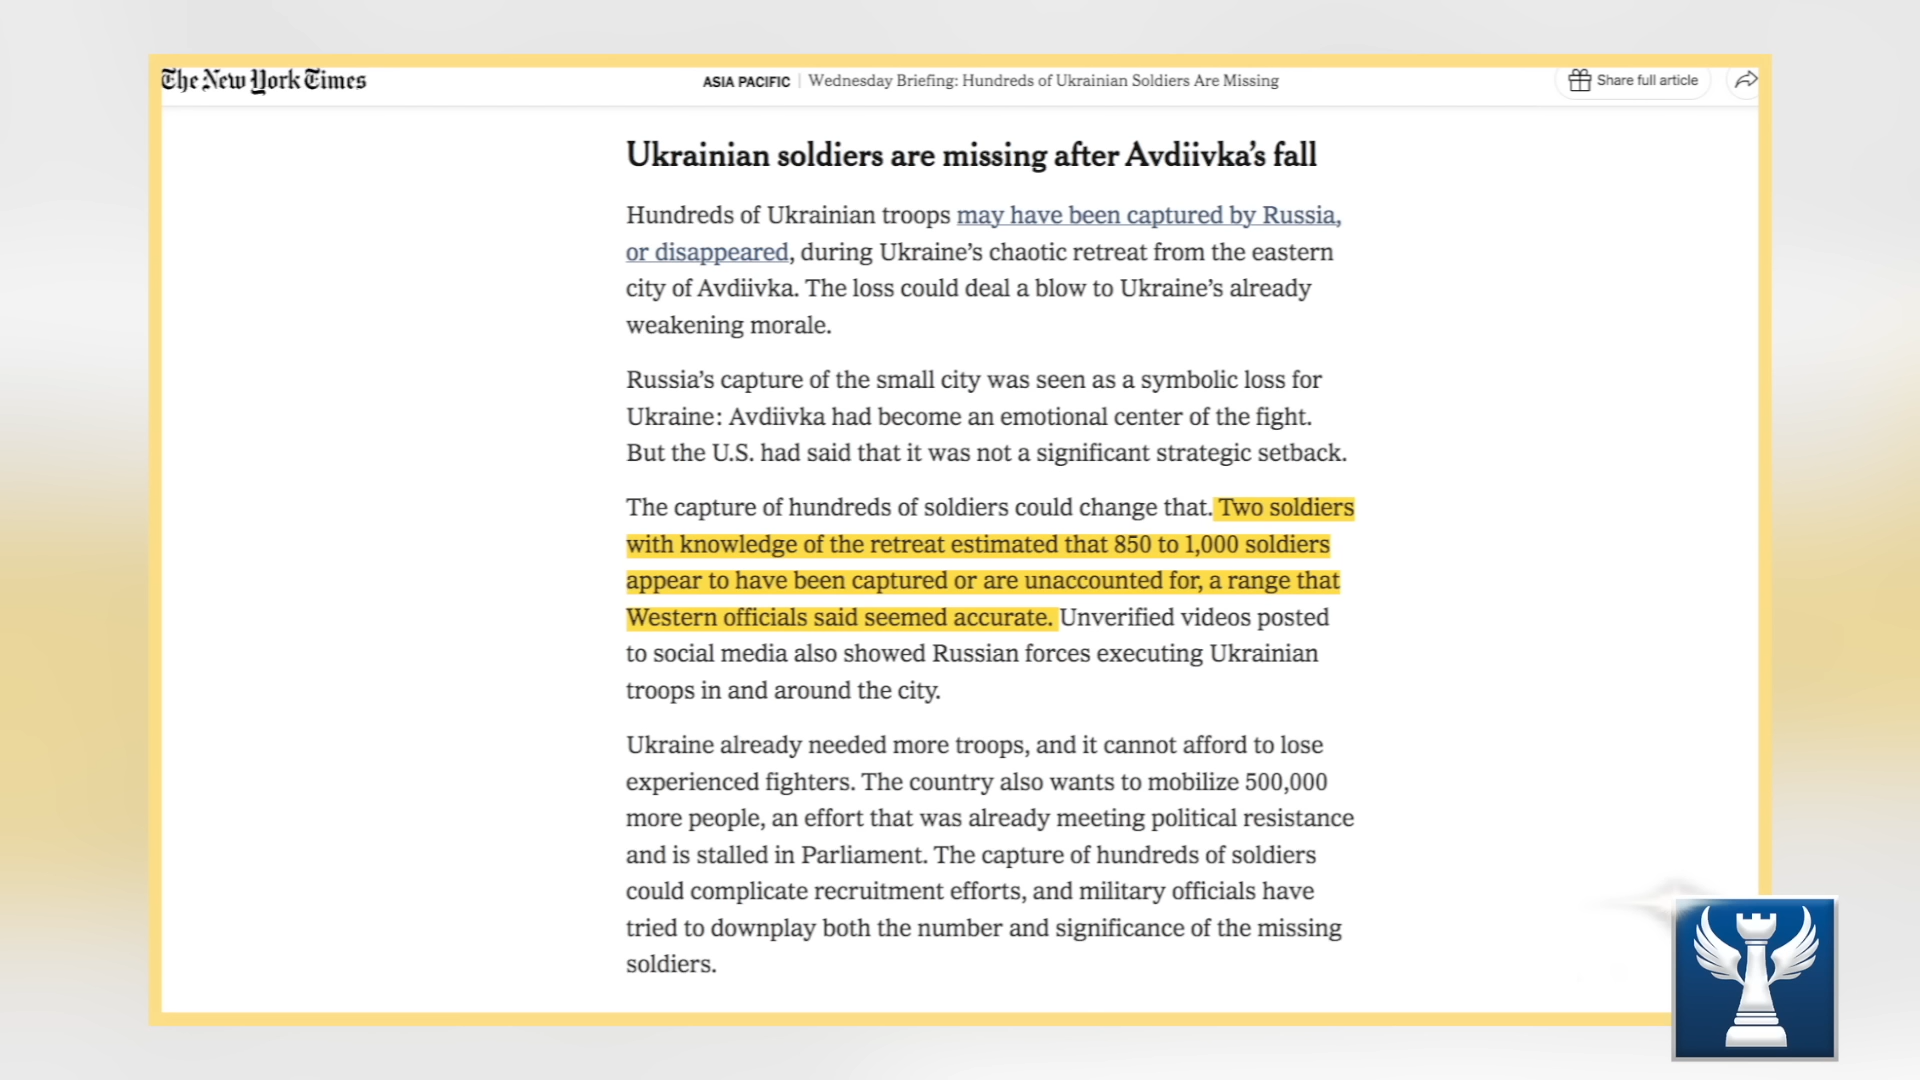 The New York Times
ASIA PACIFIC | Wednesday Briefing: Hundreds of Ukrainian Soldiers Are Missing
Share full article
Ukrainian soldiers are missing after Avdiivka’s fall
Hundreds of Ukrainian troops may have been captured by Russia,
or disappeared, during Ukraine’s chaotic retreat from the eastern
city of Avdiivka. The loss could deal a blow to Ukraine’s already
weakening morale.
Russia’s capture of the small city was seen as a symbolic loss for
Ukraine: Avdiivka had become an emotional center of the fight.
But the U.S. had said that it was not a significant strategic setback.
The capture of hundreds of soldiers could change that. Two soldiers
with knowledge of the retreat estimated that 850 to 1,000 soldiers
appear to have been captured or are unaccounted for, a range that
Western officials said seemed accurate. Unverified videos posted
to social media also showed Russian forces executing Ukrainian
troops in and around the city.
Ukraine already needed more troops, and it cannot afford to lose
experienced fighters. The country also wants to mobilize 500,000
more people, an effort that was already meeting political resistance
and is stalled in Parliament. The capture of hundreds of soldiers
could complicate recruitment efforts, and military officials have
tried to downplay both the number and significance of the missing
soldiers.